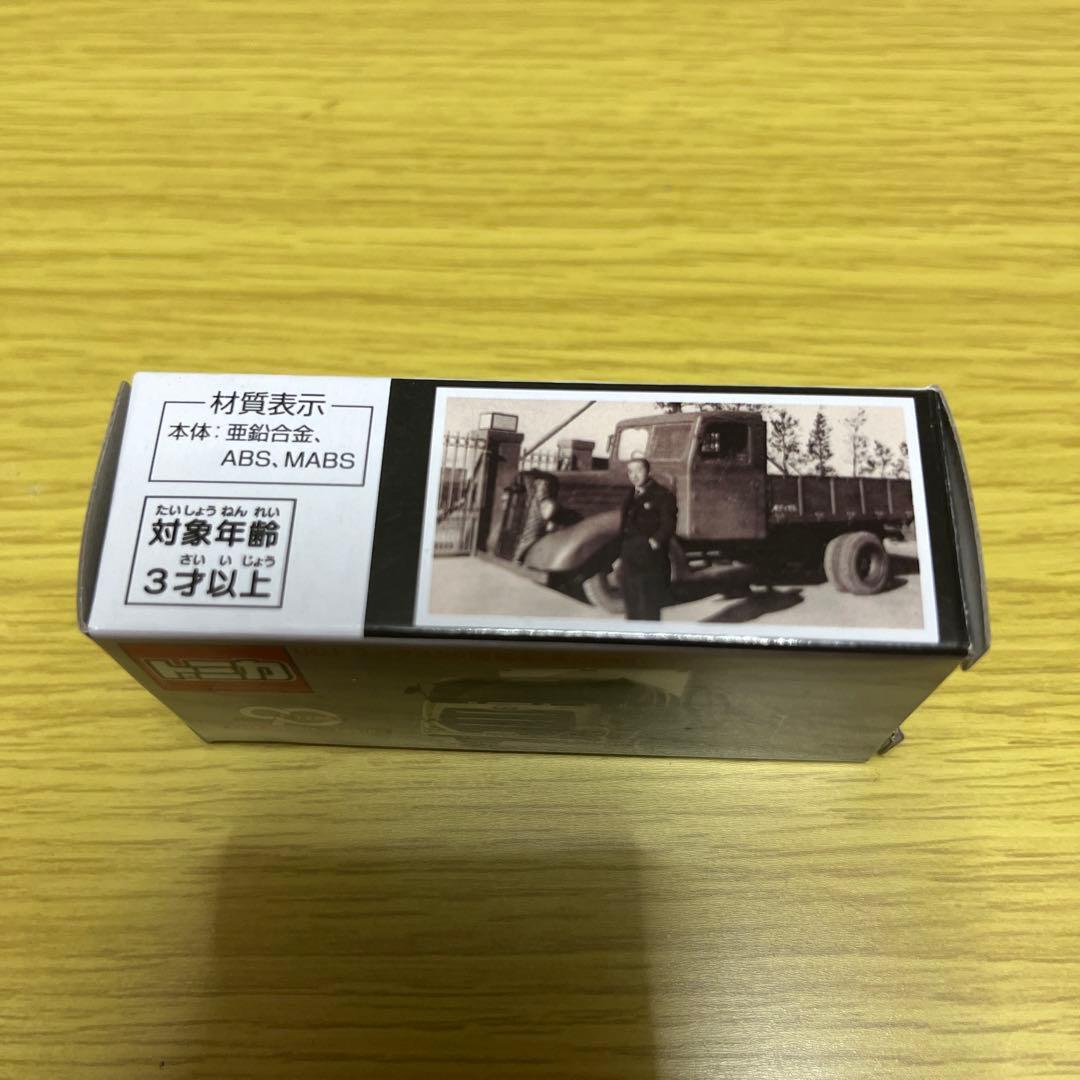 材質表示
本体：亜鉛合金、
ABS、MABS
たいしょうねんれい
対象年齢
さいいじょう
3才以上
トミカ